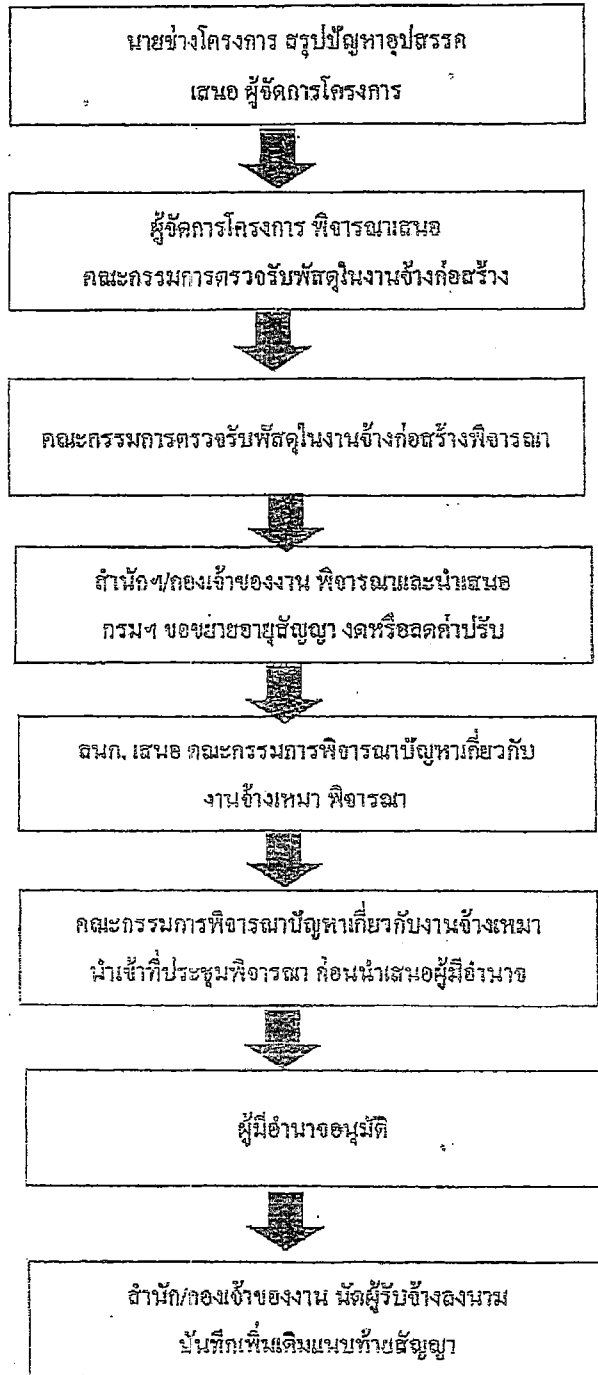 นายช่างโครงการ สรุปปัญหาอุปสรรค
เสนอ ผู้จัดการโครงการ
ผู้จัดการโครงการ พิจารณาเสนอ
คณะกรรมการตรวจรับพัสดุในงานจ้างก่อสร้าง
คณะกรรมการตรวจรับพัสดุในงานจ้างก่อสร้างพิจารณา
สำนักฯ/กองเจ้าของงาน พิจารณาและนำเสนอ
กรมฯ ขอขยายอายุสัญญา งดหรือลดค่าปรับ
สนก. เสนอ คณะกรรมการพิจารณาปัญหาเกี่ยวกับ
งานจ้างเหมา พิจารณา
คณะกรรมการพิจารณาปัญหาเกี่ยวกับงานจ้างเหมา
นำเข้าที่ประชุมพิจารณา ก่อนนำเสนอผู้มีอำนาจ
ผู้มีอำนาจอนุมัติ
สำนัก/กองเจ้าของงาน นัดผู้รับจ้างลงนาม
บันทึกเพิ่มเติมแนบท้ายสัญญา